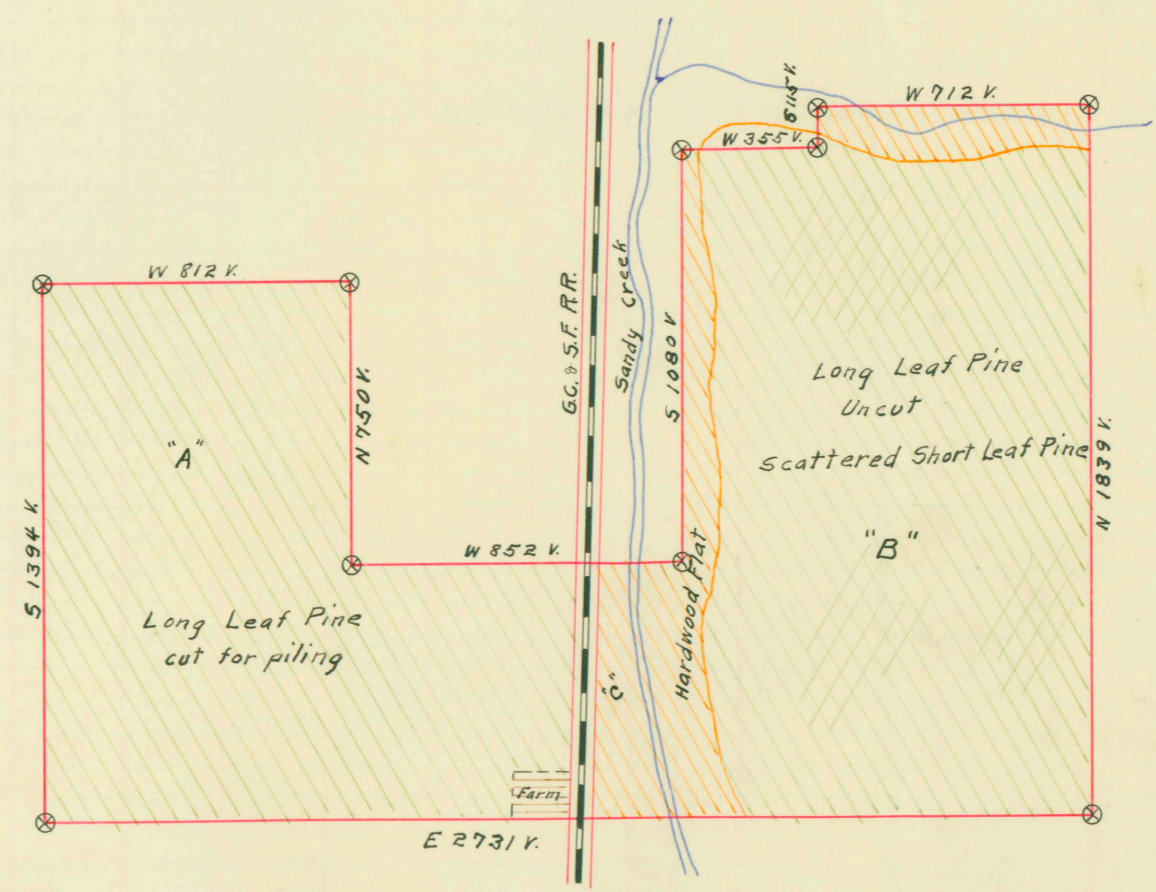 W 712 V.
S 115 V.
W 355 V.
W 812 V.
G.C. & S.F. R.R.
Sandy Creek
S 1080 V
N 750 V.
"A"
Long Leaf Pine
Uncut
Scattered Short Leaf Pine
N 1839 V.
"B"
S 1394 V.
W 852 V.
Hardwood Flat
Long Leaf Pine
cut for piling
"C"
Farm
E 2731 V.